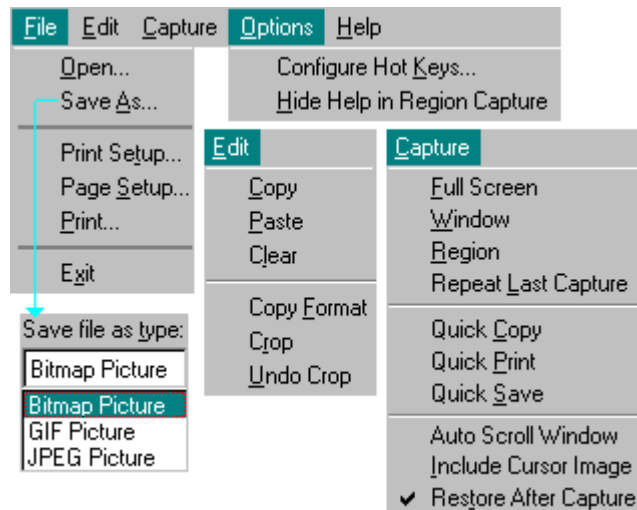 File Edit Capture Options Help
Open...
Save As...
Print Setup...
Page Setup...
Print...
Exit
Configure Hot Keys...
Hide Help in Region Capture
Edit
Copy
Paste
Clear
Copy Format
Crop
Undo Crop
Capture
Full Screen
Window
Region
Repeat Last Capture
Quick Copy
Quick Print
Quick Save
Auto Scroll Window
Include Cursor Image
Restore After Capture
Save file as type:
Bitmap Picture
Bitmap Picture
GIF Picture
JPEG Picture